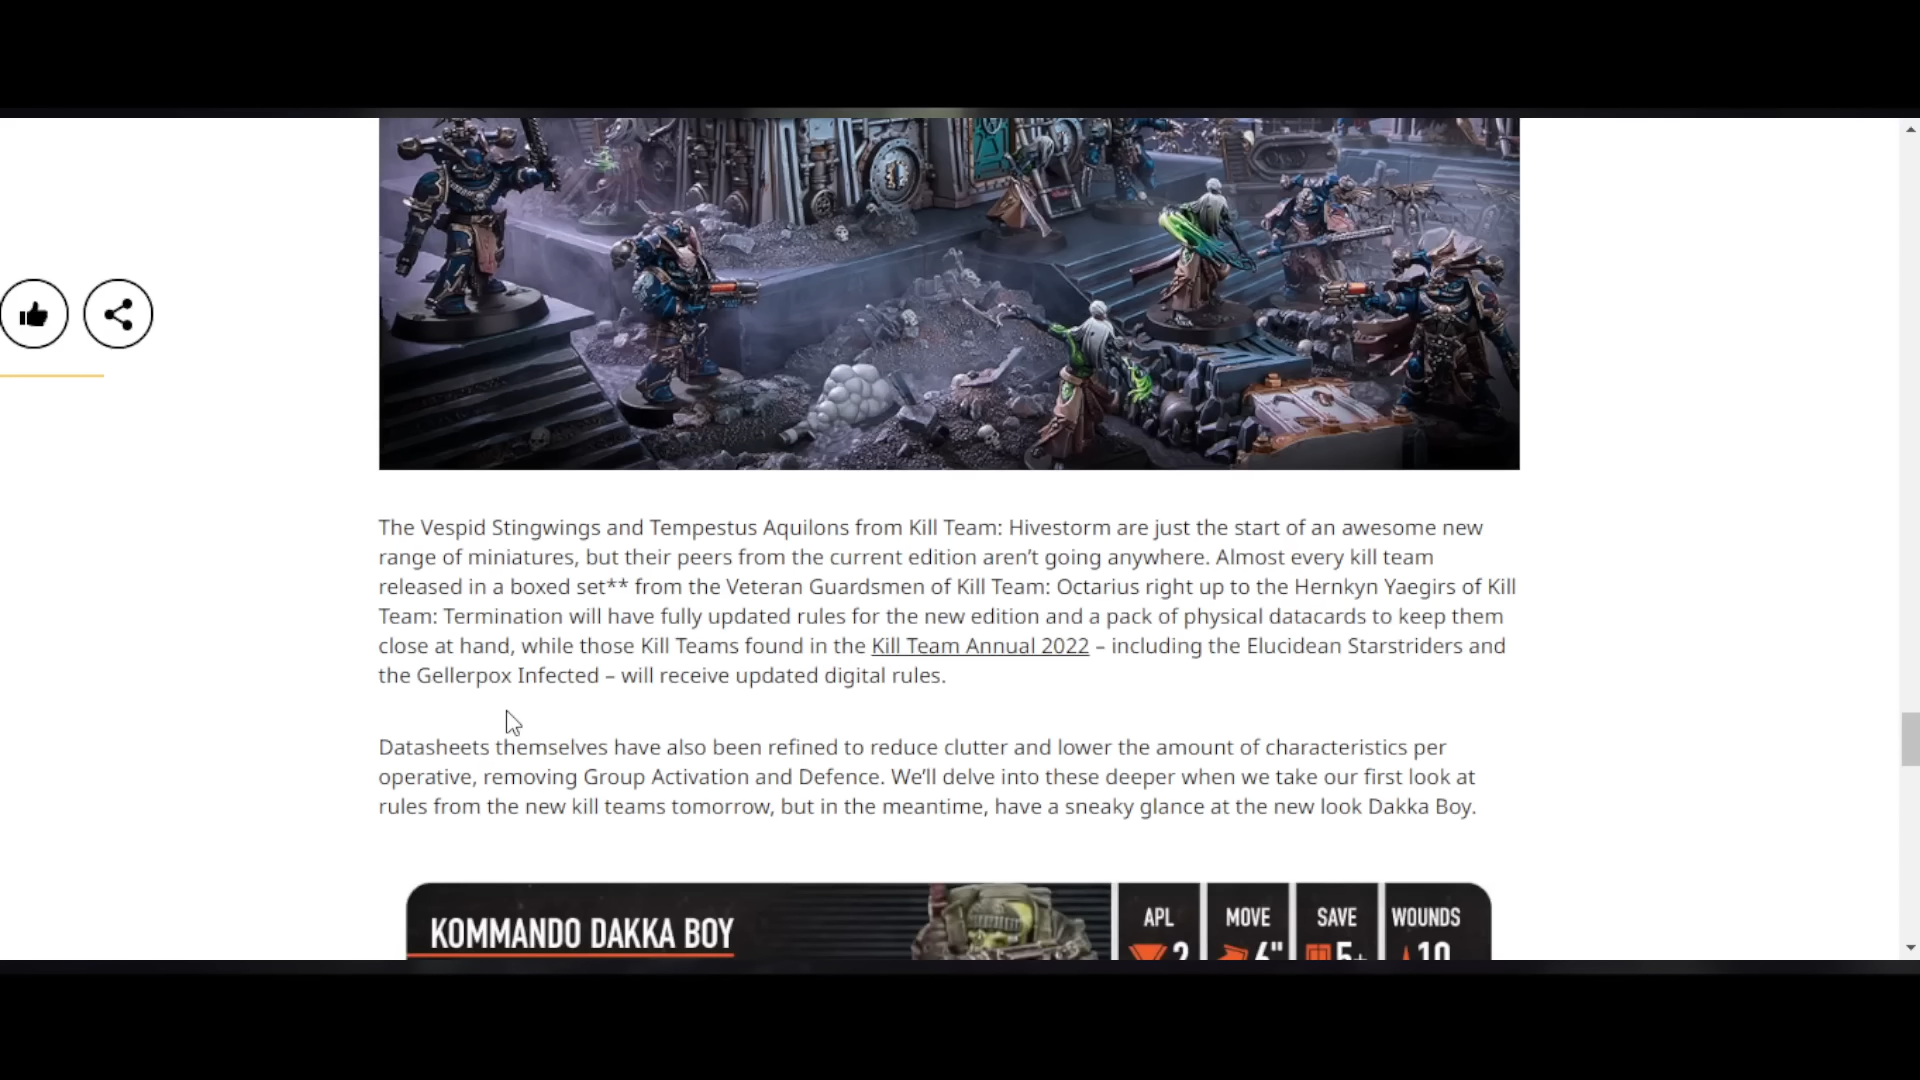 The Vespid Stingwings and Tempestus Aquilons from Kill Team: Hivestorm are just the start of an awesome new
range of miniatures, but their peers from the current edition aren't going anywhere. Almost every kill team
released in a boxed set** from the Veteran Guardsmen of Kill Team: Octarius right up to the Hernkyn Yaegirs of Kill
Team: Termination will have fully updated rules for the new edition and a pack of physical datacards to keep them
close at hand, while those Kill Teams found in the Kill Team Annual 2022 – including the Elucidean Starstriders and
the Gellerpox Infected – will receive updated digital rules.
Datasheets themselves have also been refined to reduce clutter and lower the amount of characteristics per
operative, removing Group Activation and Defence. We'll delve into these deeper when we take our first look at
rules from the new kill teams tomorrow, but in the meantime, have a sneaky glance at the new look Dakka Boy.
KOMMANDO DAKKA BOY
APL MOVE SAVE WOUNDS
2 6" 5+ 10